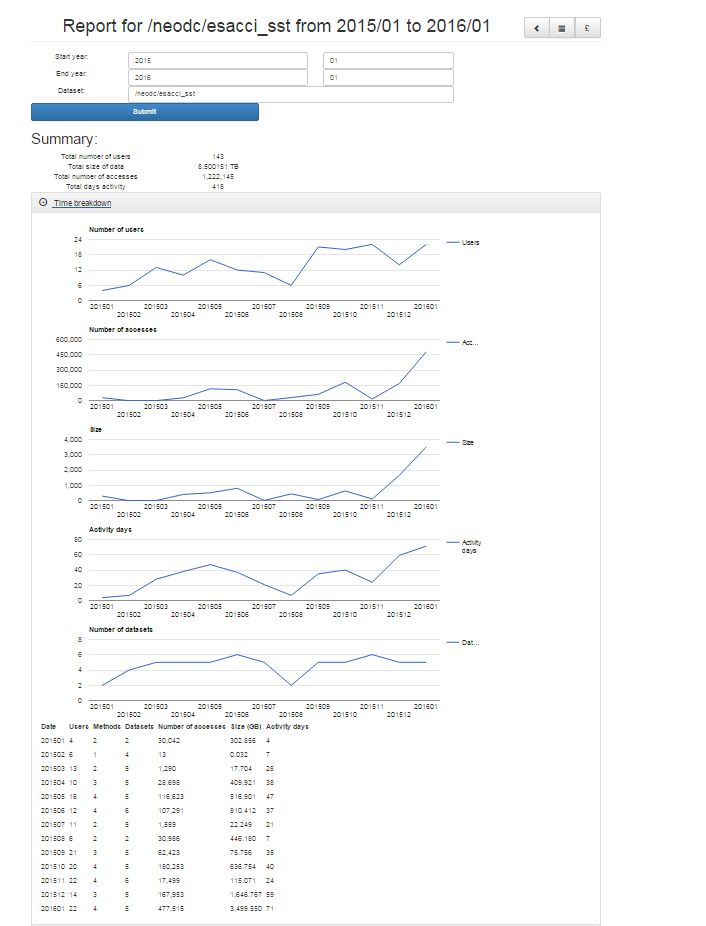 Report for /neodc/esacci_sst from 2015/01 to 2016/01
£
Start year: 2015 01
End year: 2016 01
Dataset: /neodc/esacci_sst
Submit
Summary:
Total number of users 143
Total size of data 8.500151 TB
Total number of accesses 1,222,145
Total days activity 418
Time breakdown
Number of users
24
18
12
6
0
Users
201501 201503 201505 201507 201509 201511 201601
201502 201504 201506 201508 201510 201512
Number of accesses
600,000
450,000
300,000
150,000
0
Acc...
201501 201503 201505 201507 201509 201511 201601
201502 201504 201506 201508 201510 201512
Size
4,000
3,000
2,000
1,000
0
Size
201501 201503 201505 201507 201509 201511 201601
201502 201504 201506 201508 201510 201512
Activity days
80
60
40
20
0
Activity
days
201501 201503 201505 201507 201509 201511 201601
201502 201504 201506 201508 201510 201512
Number of datasets
8
6
4
2
0
Dat...
201501 201503 201505 201507 201509 201511 201601
201502 201504 201506 201508 201510 201512
Date Users Methods Datasets Number of accesses Size (GB) Activity days
201501 4 2 2 30,042 302.856 4
201502 6 1 4 13 0.032 7
201503 13 2 5 1,290 17.704 28
201504 10 3 5 28,698 409.921 38
201505 16 4 5 116,623 516.901 47
201506 12 4 6 107,291 810.412 37
201507 11 2 5 1,559 22.249 21
201508 6 2 2 30,986 446.180 7
201509 21 3 5 62,423 75.756 35
201510 20 4 5 180,253 636.754 40
201511 22 4 6 17,499 115.071 24
201512 14 3 5 167,953 1,646.767 59
201601 22 4 5 477,515 3,499.550 71